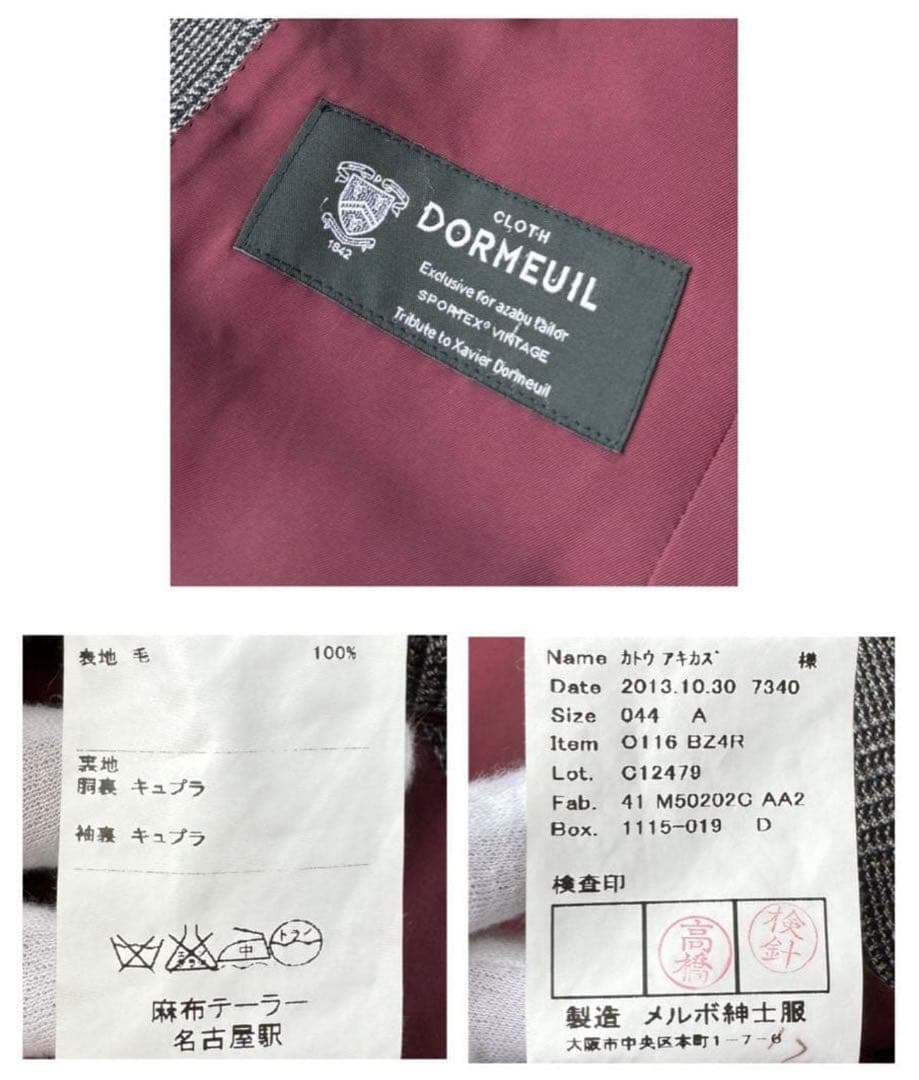 1842
CLOTH
DORMEUIL
Exclusive for azabu tailor
SPORTEX® VINTAGE
Tribute to Xavier Dormeuil
表地 毛 100%
裏地
胴裏 キュプラ
袖裏 キュプラ
中
ドライ
麻布テーラー
名古屋駅
Name カトウ アキカズ 様
Date 2013.10.30 7340
Size 044 A
Item O116 BZ4R
Lot. C12479
Fab. 41 M50202C AA2
Box. 1115-019 D
検査印
高橋
検針
製造 メルボ紳士服
大阪市中央区本町1-7-6